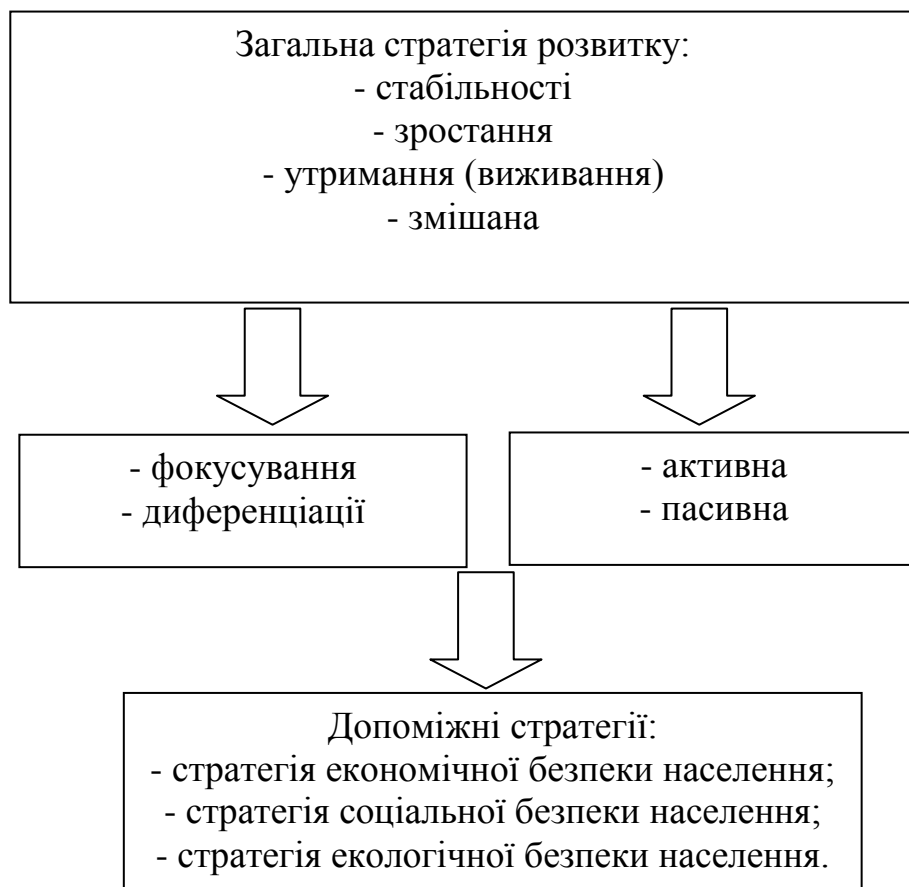 Загальна стратегія розвитку:
- стабільності
- зростання
- утримання (виживання)
- змішана
- фокусування
- диференціації
- активна
- пасивна
Допоміжні стратегії:
- стратегія економічної безпеки населення;
- стратегія соціальної безпеки населення;
- стратегія екологічної безпеки населення.